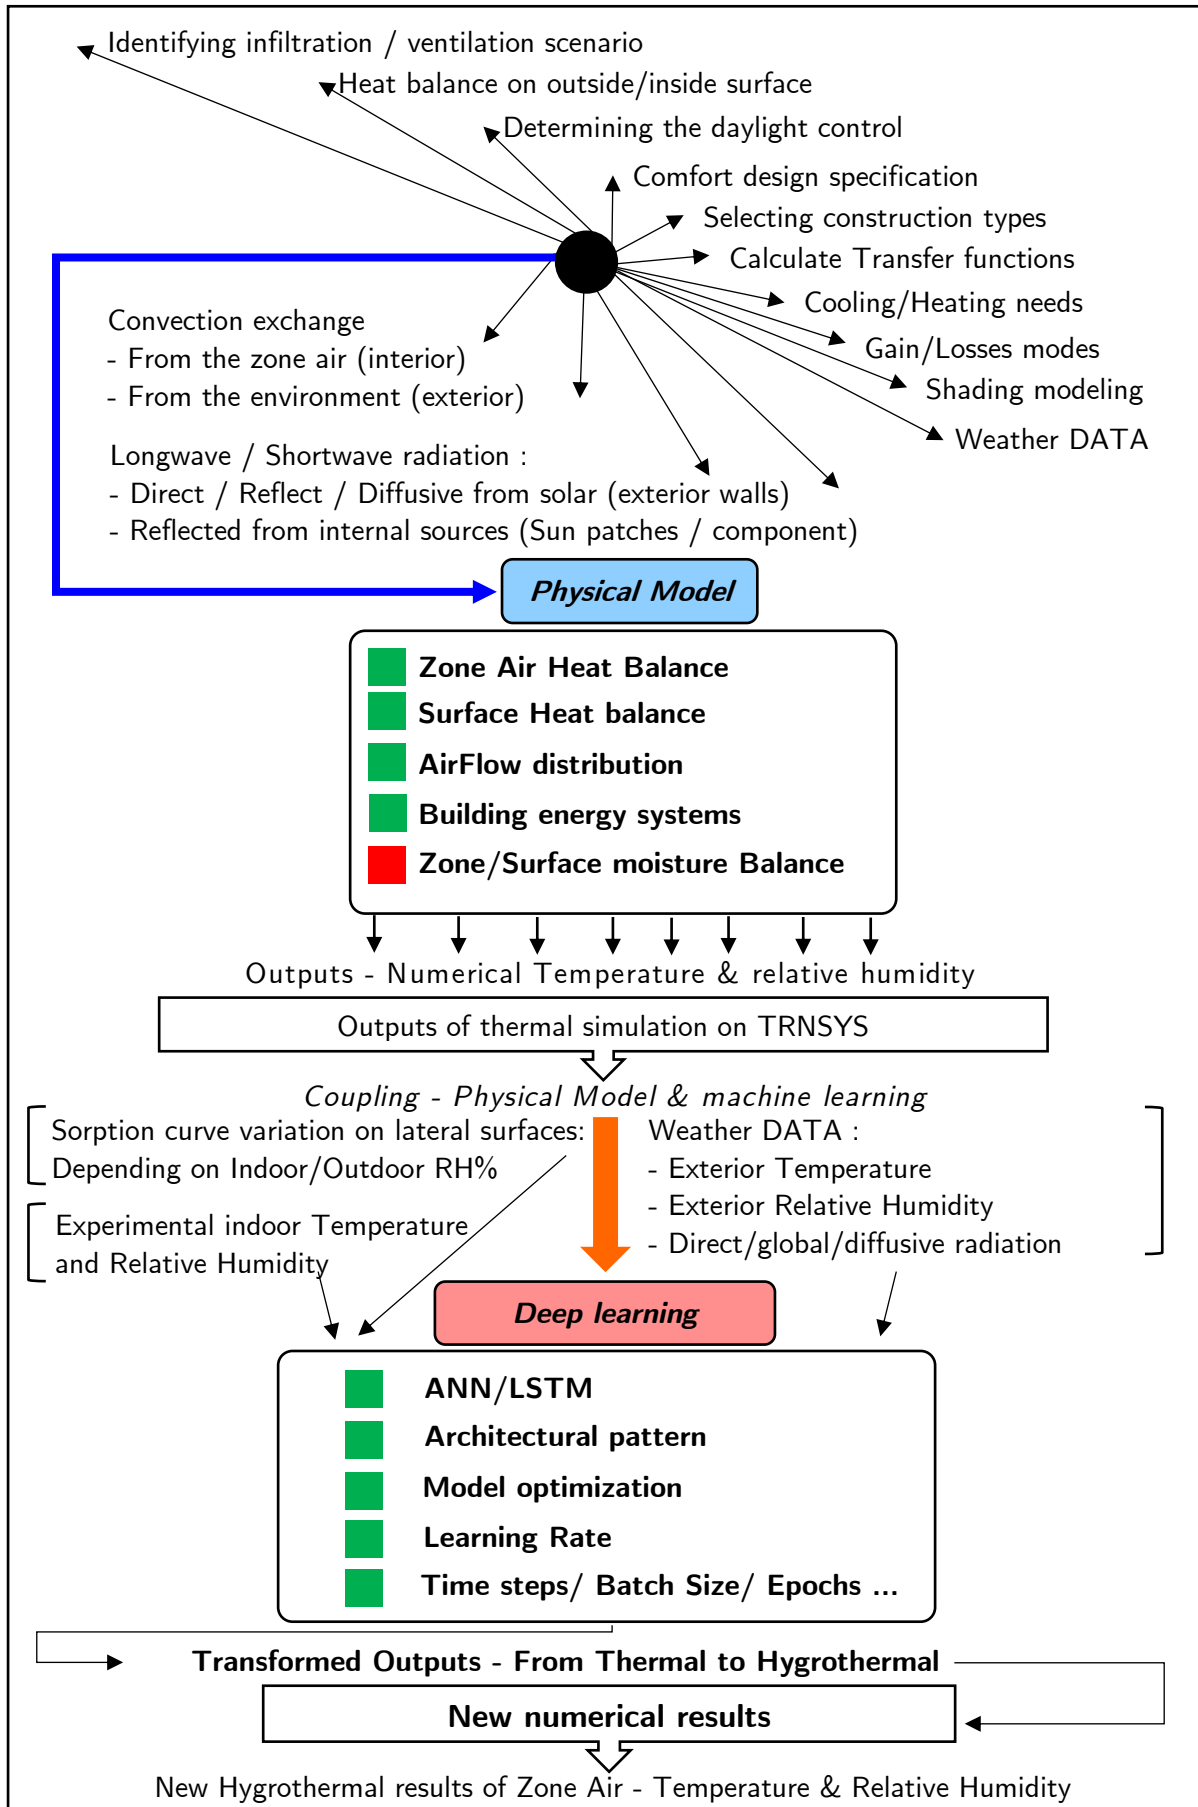 Identifying infiltration / ventilation scenario
Heat balance on outside/inside surface
Determining the daylight control
Comfort design specification
Selecting construction types
Calculate Transfer functions
Cooling/Heating needs
Gain/Losses modes
Shading modeling
Weather DATA
Convection exchange
- From the zone air (interior)
- From the environment (exterior)
Longwave / Shortwave radiation :
- Direct / Reflect / Diffusive from solar (exterior walls)
- Reflected from internal sources (Sun patches / component)
Physical Model
Zone Air Heat Balance
Surface Heat balance
AirFlow distribution
Building energy systems
Zone/Surface moisture Balance
Outputs - Numerical Temperature & relative humidity
Outputs of thermal simulation on TRNSYS
Coupling - Physical Model & machine learning
Sorption curve variation on lateral surfaces:
Depending on Indoor/Outdoor RH%
Experimental indoor Temperature
and Relative Humidity
Weather DATA :
- Exterior Temperature
- Exterior Relative Humidity
- Direct/global/diffusive radiation
Deep learning
ANN/LSTM
Architectural pattern
Model optimization
Learning Rate
Time steps/ Batch Size/ Epochs ...
Transformed Outputs - From Thermal to Hygrothermal
New numerical results
New Hygrothermal results of Zone Air - Temperature & Relative Humidity